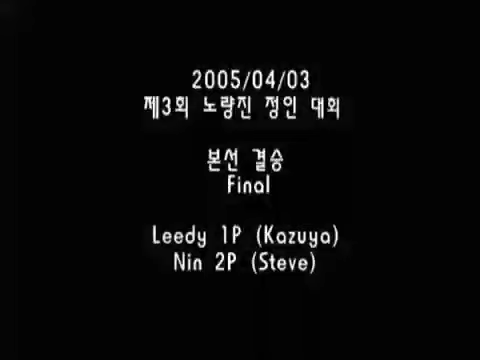 2005/04/03
제3회 노량진 정인 대회
본선 결승
Final
Leedy 1P (Kazuya)
Nin 2P (Steve)